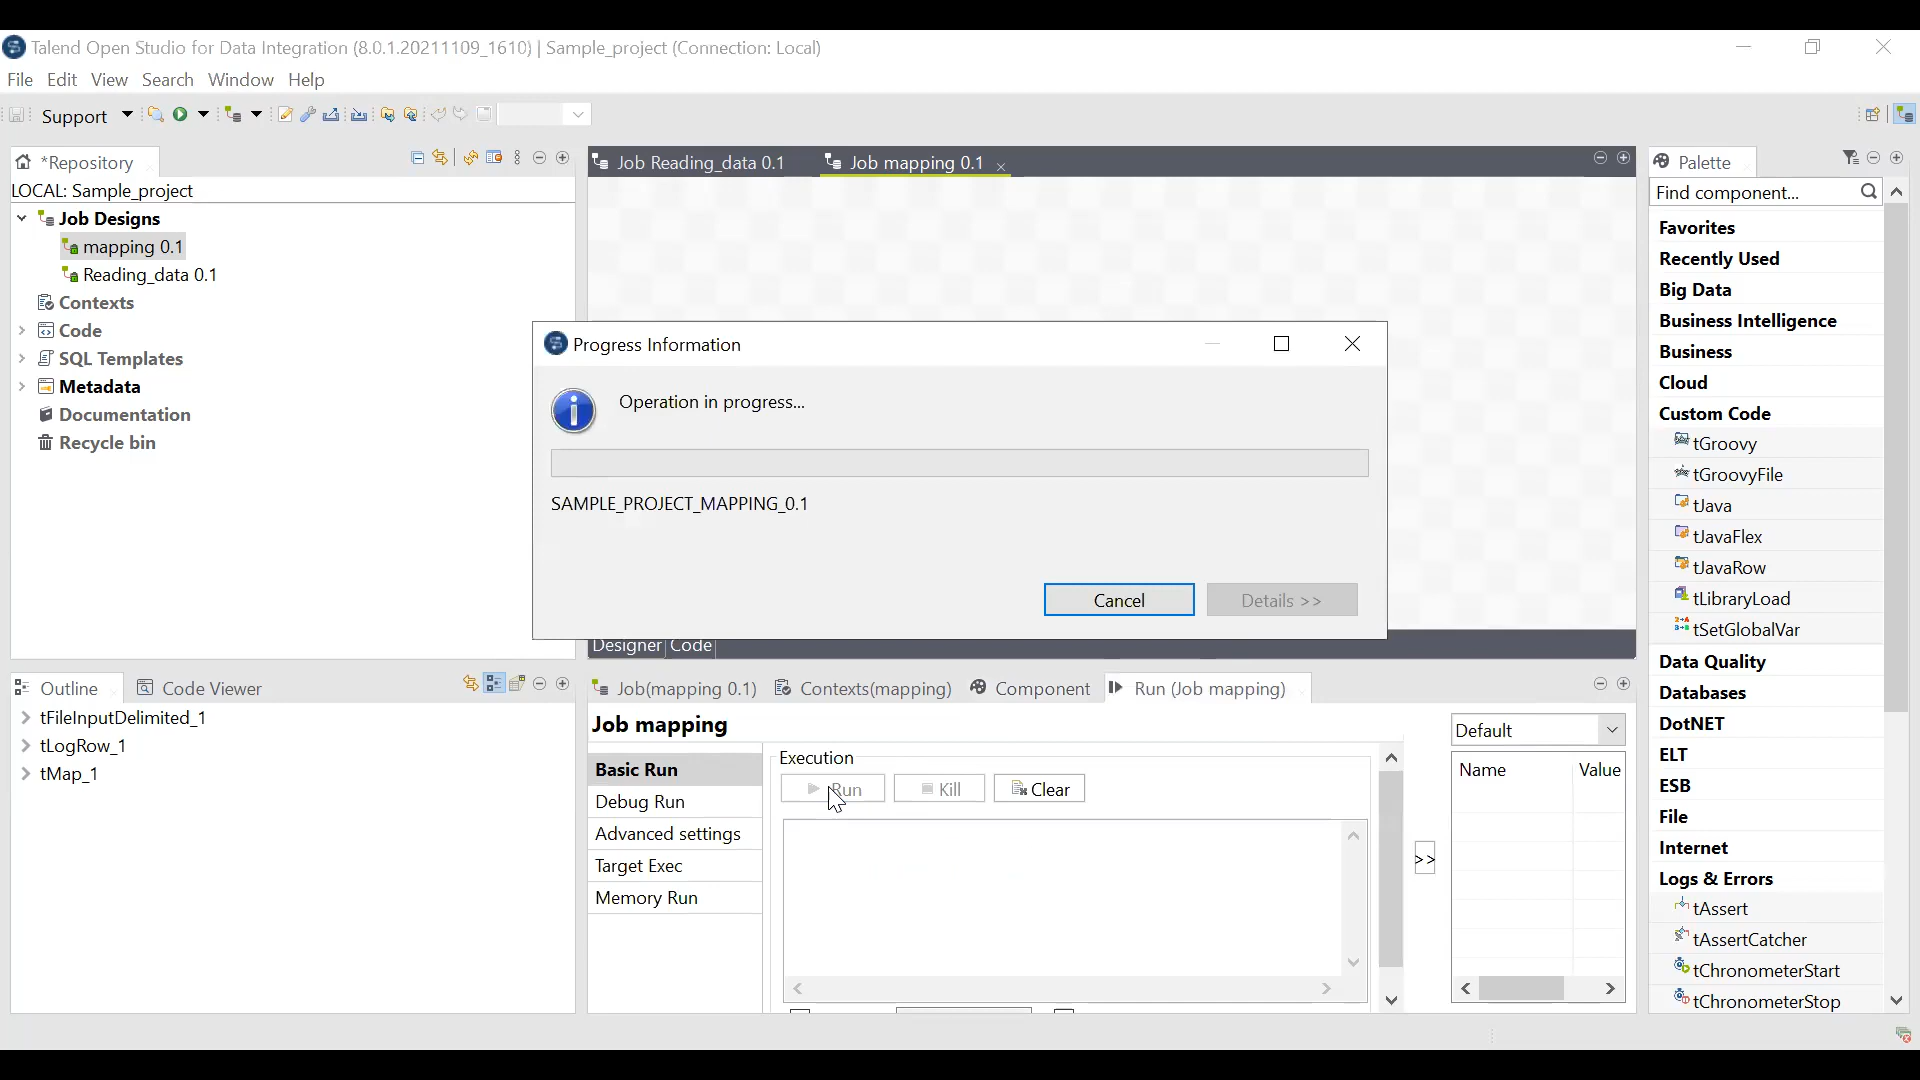 Talend Open Studio for Data Integration (8.0.1.20211109_1610) | Sample_project (Connection: Local)
File Edit View Search Window Help
Support
*Repository
LOCAL: Sample_project
Job Designs
mapping 0.1
Reading_data 0.1
Contexts
Code
SQL Templates
Metadata
Documentation
Recycle bin
Job Reading_data 0.1
Job mapping 0.1
Progress Information
Operation in progress...
SAMPLE_PROJECT_MAPPING_0.1
Cancel
Details >>
Designer Code
Palette
Find component...
Favorites
Recently Used
Big Data
Business Intelligence
Business
Cloud
Custom Code
tGroovy
tGroovyFile
tJava
tJavaFlex
tJavaRow
tLibraryLoad
tSetGlobalVar
Data Quality
Databases
DotNET
ELT
ESB
File
Internet
Logs & Errors
tAssert
tAssertCatcher
tChronometerStart
tChronometerStop
Outline
Code Viewer
tFileInputDelimited_1
tLogRow_1
tMap_1
Job(mapping 0.1)
Contexts(mapping)
Component
Run (Job mapping)
Job mapping
Basic Run
Debug Run
Advanced settings
Target Exec
Memory Run
Execution
Run
Kill
Clear
>>
Default
Name Value